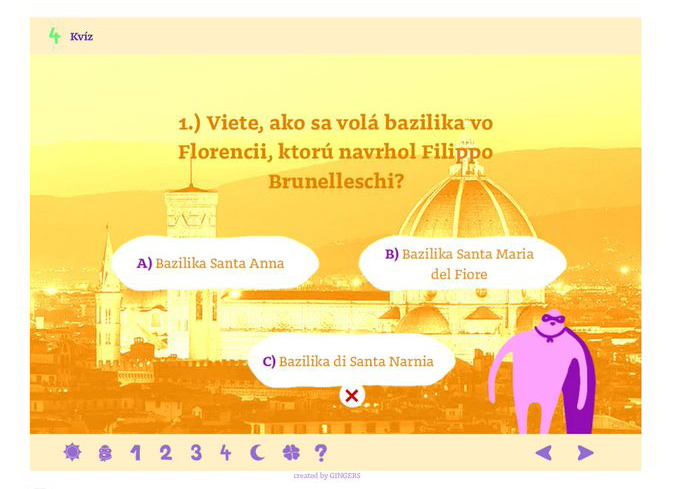 4 Kvíz
1.) Viete, ako sa volá bazilika vo
Florencii, ktorú navrhol Filippo
Brunelleschi?
A) Bazilika Santa Anna
B) Bazilika Santa Maria
del Fiore
C) Bazilika di Santa Narnia
1 2 3 4 ?
created by GINGERS